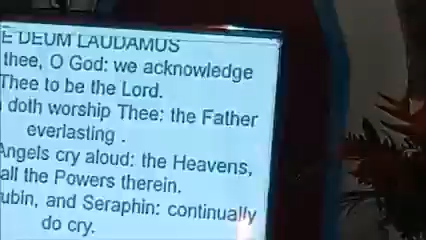 E DEUM LAUDAMUS
thee, O God: we acknowledge
Thee to be the Lord.
doth worship Thee: the Father
everlasting .
Angels cry aloud: the Heavens,
all the Powers therein.
ubin, and Seraphin: continually
do cry.